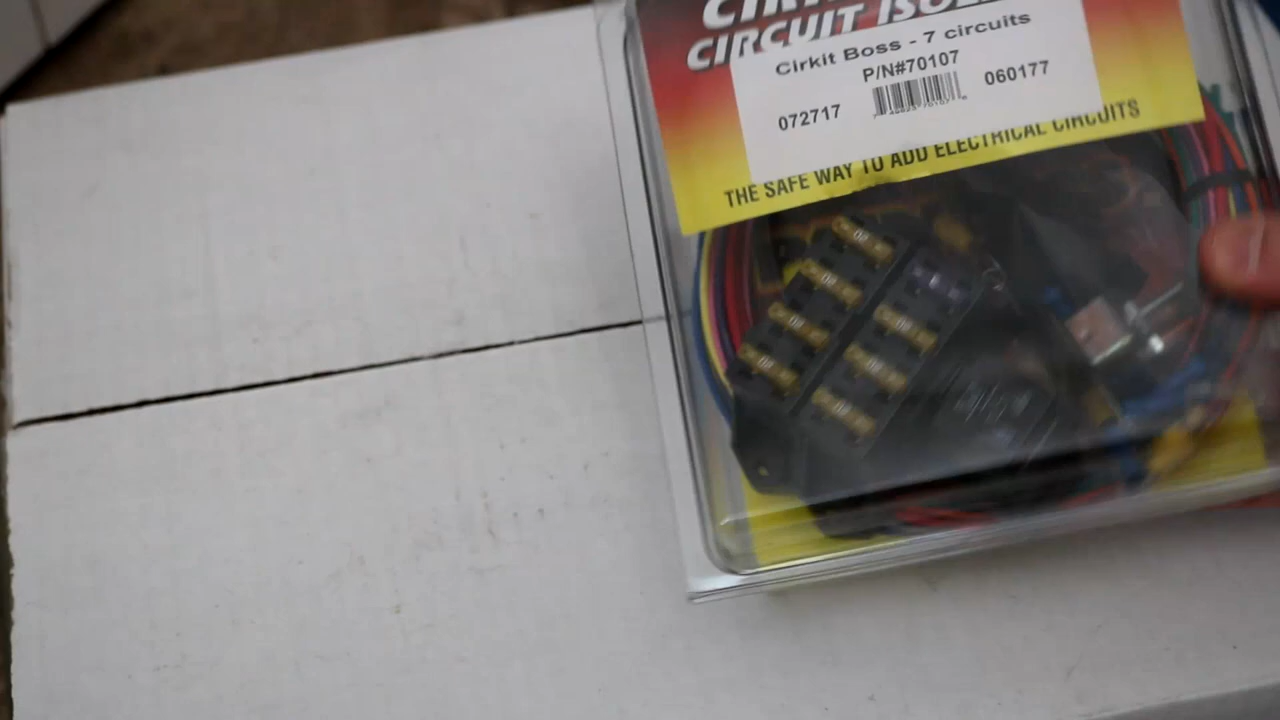 CIRCUIT
Cirkit Boss - 7 circuits
P/N#70107
072717
060177
THE SAFE WAY TO ADD ELECTRICAL CIRCUITS